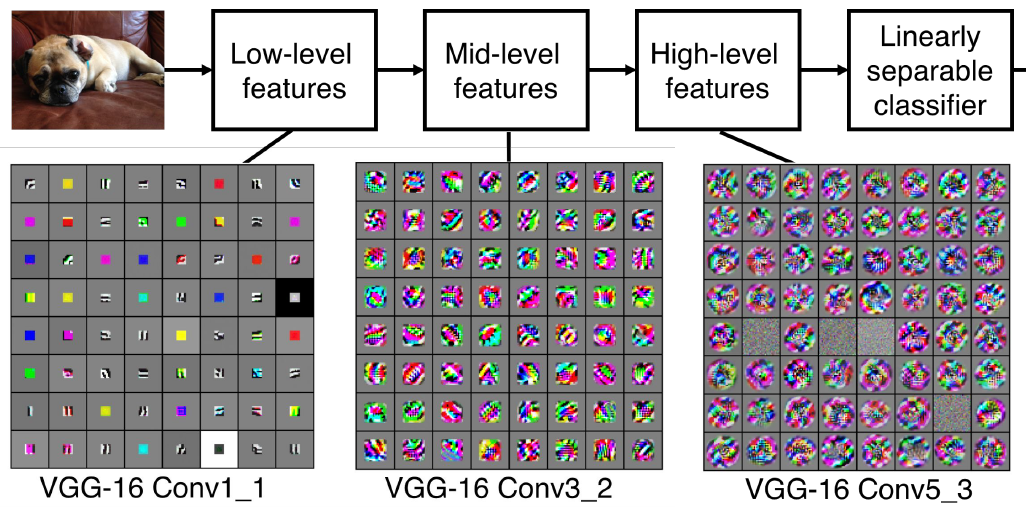 Low-level
features
Mid-level
features
High-level
features
Linearly
separable
classifier
VGG-16 Conv1_1
VGG-16 Conv3_2
VGG-16 Conv5_3